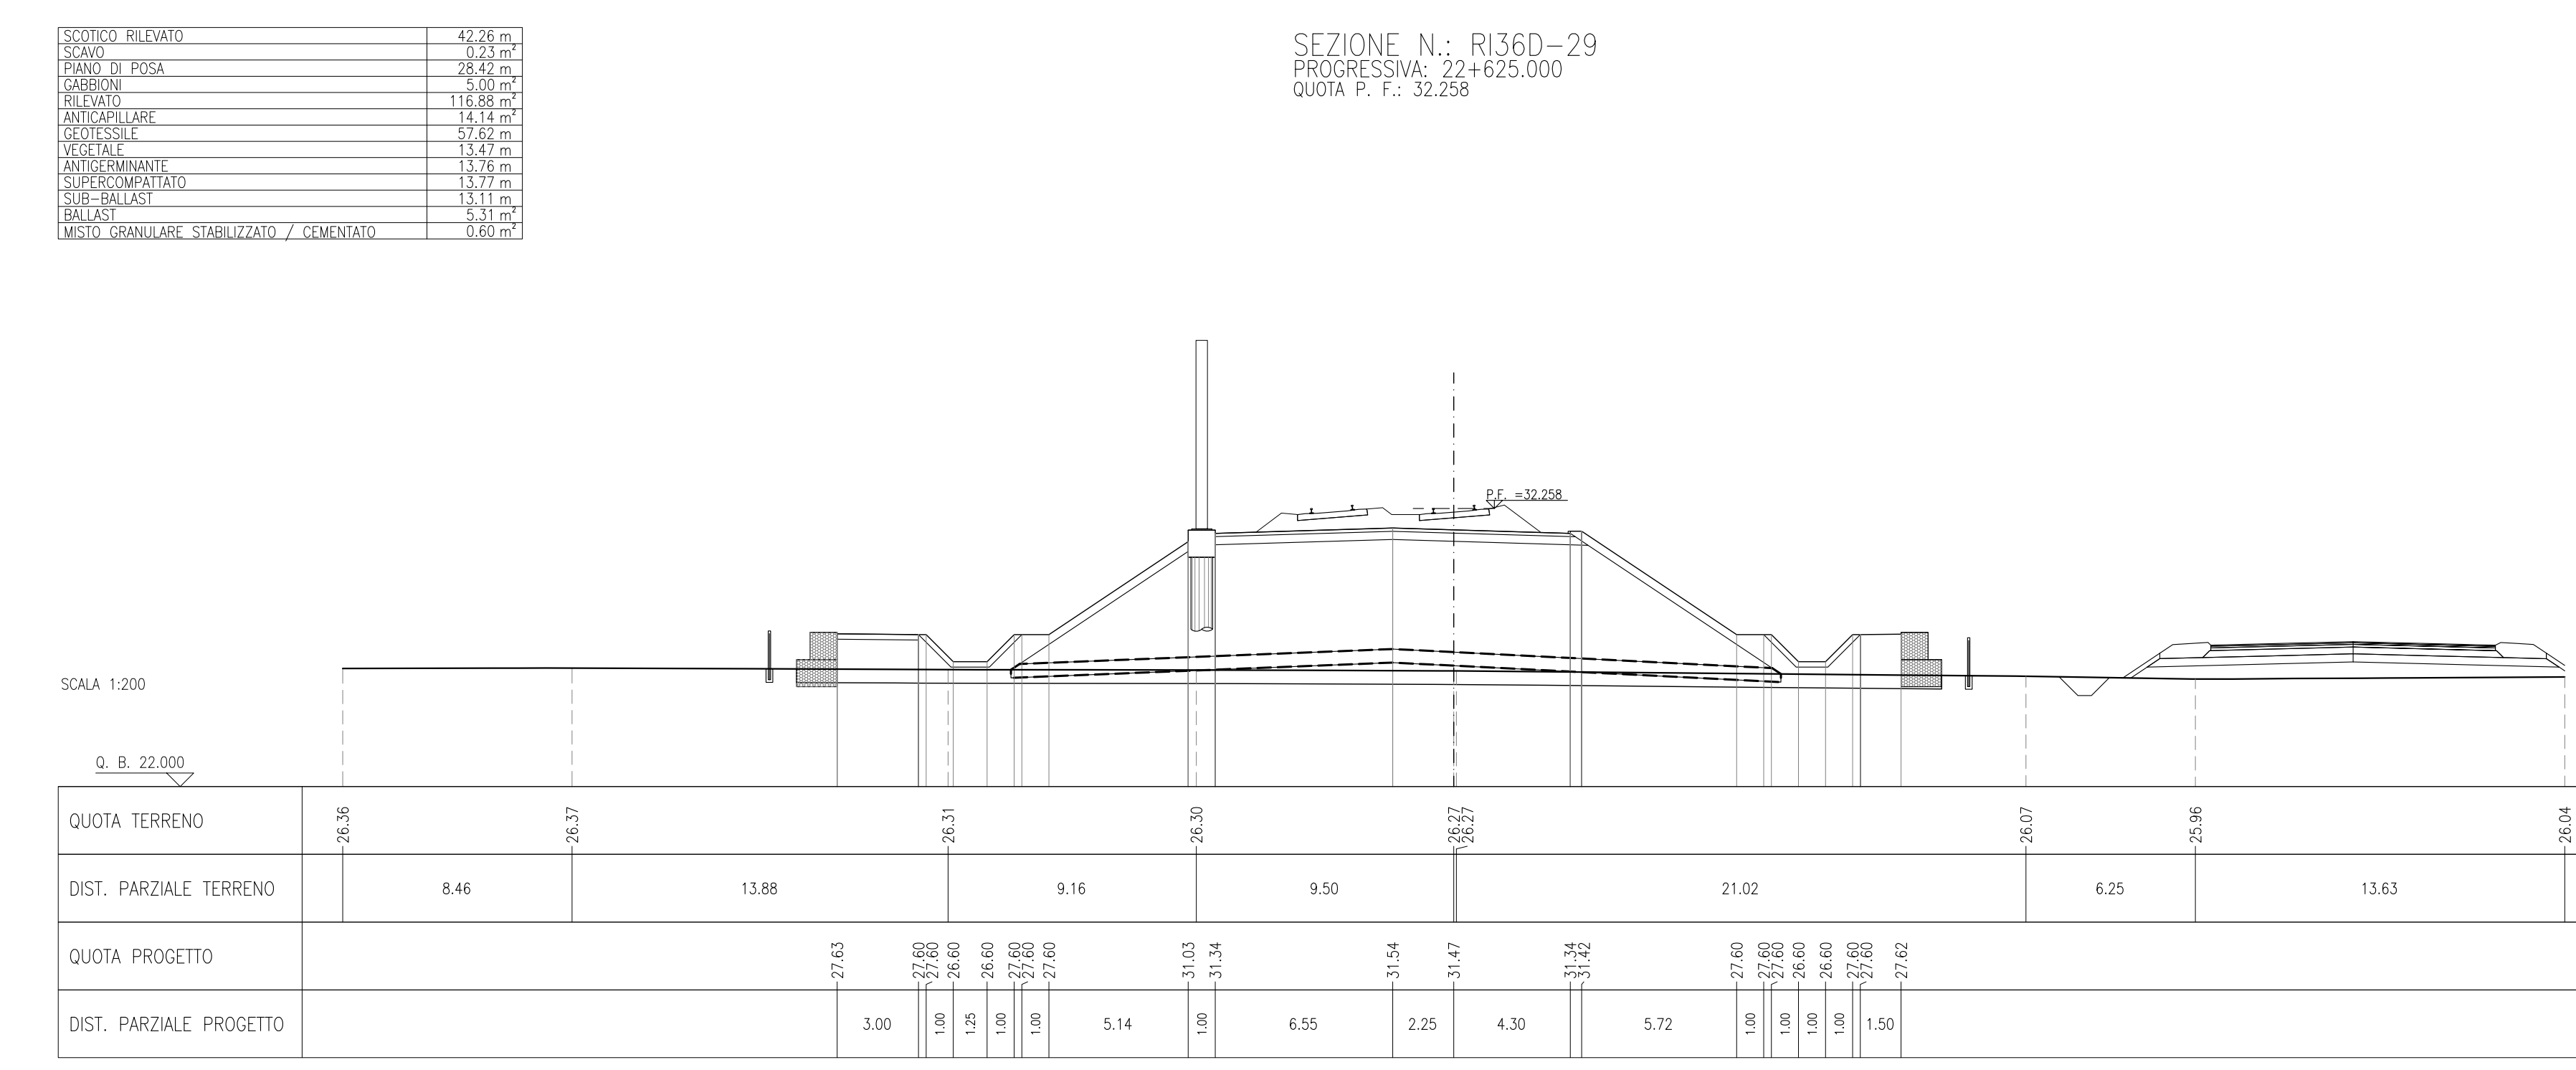 SCOTICO RILEVATO 42.26 m
SCAVO 0.23 m²
PIANO DI POSA 28.42 m
GABBIONI 5.00 m²
RILEVATO 116.88 m²
ANTICAPILLARE 14.14 m²
GEOTESSILE 57.62 m
VEGETALE 13.47 m
ANTIGERMINANTE 13.76 m
SUPERCOMPATTATO 13.77 m
SUB-BALLAST 13.11 m
BALLAST 5.31 m²
MISTO GRANULARE STABILIZZATO / CEMENTATO 0.60 m²
SEZIONE N.: RI36D-29
PROGRESSIVA: 22+625.000
QUOTA P. F.: 32.258
P.F. =32.258
SCALA 1:200
Q. B. 22.000
QUOTA TERRENO 26.36 26.37 26.31 26.30 26.27 26.27 26.07 25.96 26.04
DIST. PARZIALE TERRENO 8.46 13.88 9.16 9.50 21.02 6.25 13.63
QUOTA PROGETTO 27.63 27.60 27.60 26.60 26.60 27.60 27.60 27.60 31.03 31.34 31.54 31.47 31.34 31.42 27.60 27.60 27.60 26.60 26.60 27.60 27.60 27.62
DIST. PARZIALE PROGETTO 3.00 1.00 1.25 1.00 1.00 5.14 1.00 6.55 2.25 4.30 5.72 1.00 1.00 1.00 1.00 1.50